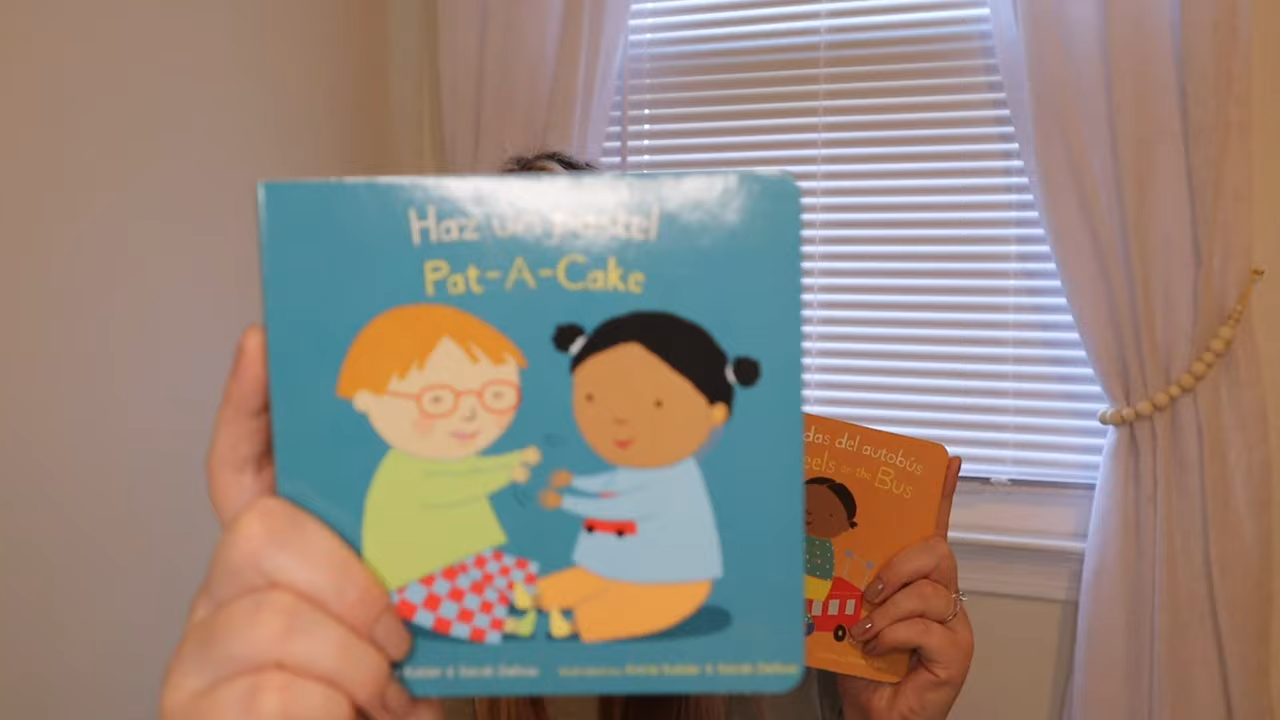 Haz un pastel
Pat-A-Cake
das del autobús
eels on the Bus